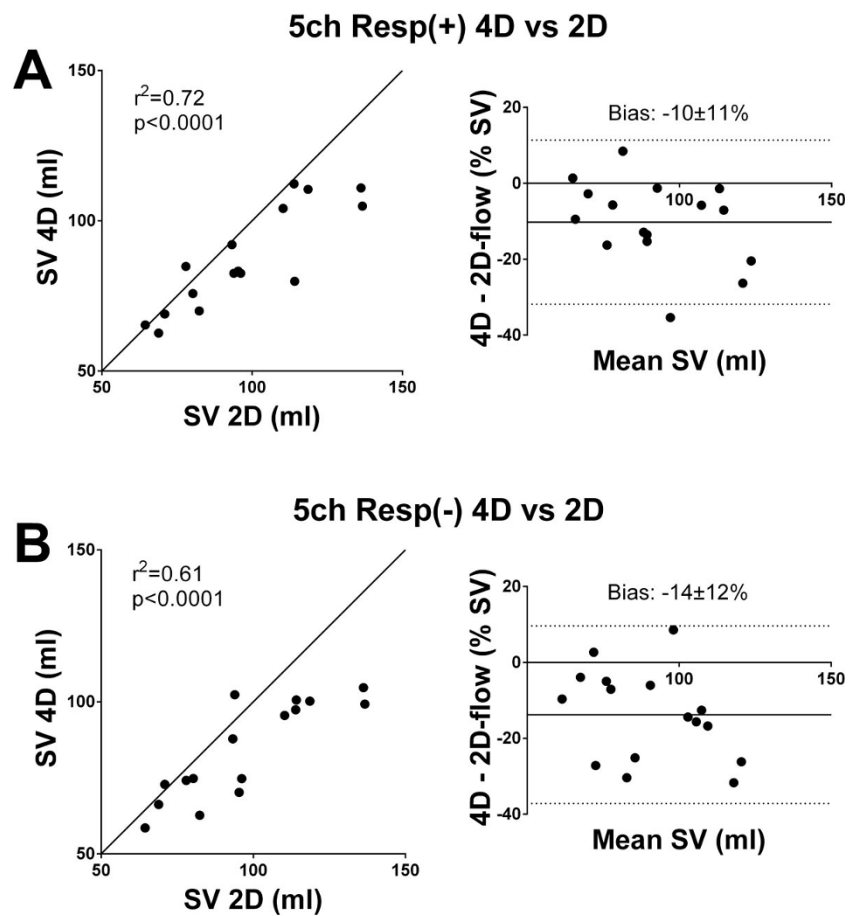 5ch Resp(+) 4D vs 2D
A
r²=0.72
p<0.0001
SV 4D (ml)
150
100
50
50
100
150
SV 2D (ml)
Bias: -10±11%
4D - 2D-flow (% SV)
20
0
-20
-40
100
150
Mean SV (ml)
5ch Resp(-) 4D vs 2D
B
r²=0.61
p<0.0001
SV 4D (ml)
150
100
50
50
100
150
SV 2D (ml)
Bias: -14±12%
4D - 2D-flow (% SV)
20
0
-20
-40
100
150
Mean SV (ml)